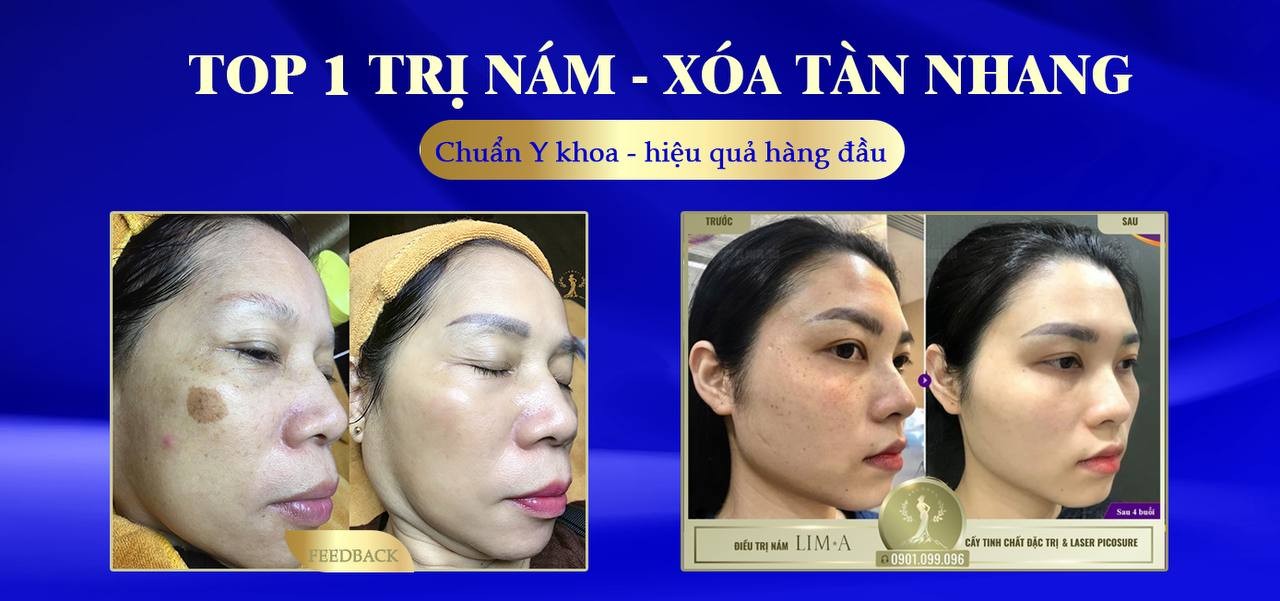 TOP 1 TRỊ NÁM - XÓA TÀN NHANG
Chuẩn Y khoa - hiệu quả hàng đầu
FEEDBACK
TRƯỚC
SAU
Sau 4 buổi
ĐIỀU TRỊ NÁM LIM A
CẤY TINH CHẤT ĐẶC TRỊ & LASER PICOSURE
0901.099.096